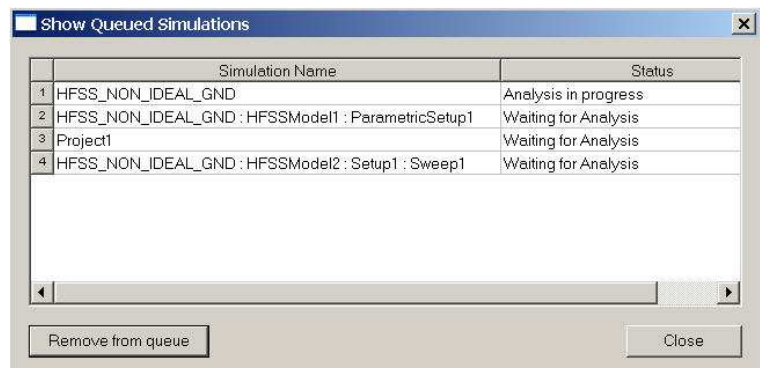 Show Queued Simulations
Simulation Name Status
1 HFSS_NON_IDEAL_GND Analysis in progress
2 HFSS_NON_IDEAL_GND : HFSSModel1 : ParametricSetup1 Waiting for Analysis
3 Project1 Waiting for Analysis
4 HFSS_NON_IDEAL_GND : HFSSModel2 : Setup1 : Sweep1 Waiting for Analysis
Remove from queue Close